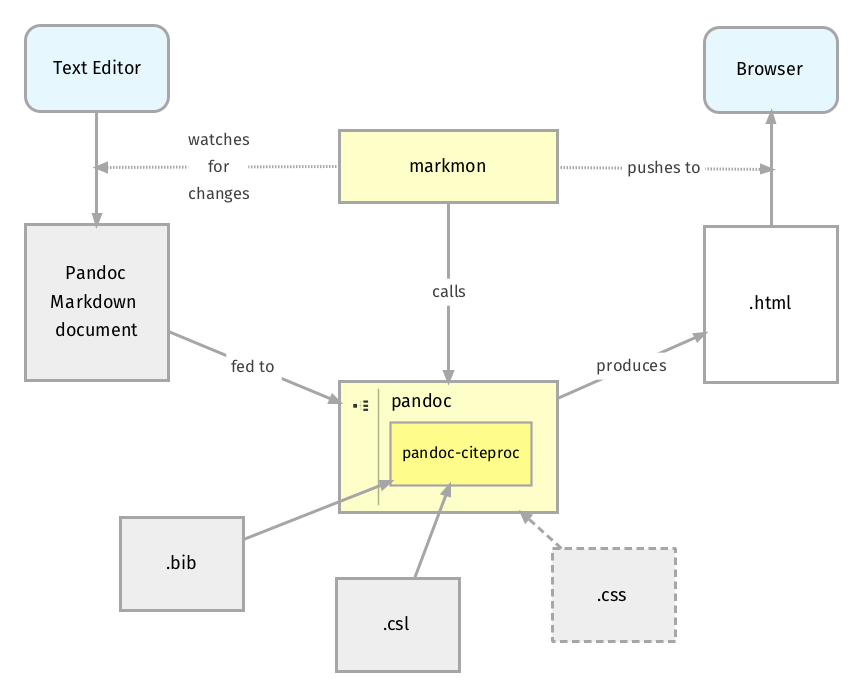 Text Editor
Browser
watches
for
changes
markmon
pushes to
Pandoc
Markdown
document
calls
.html
fed to
produces
pandoc
pandoc-citeproc
.bib
.css
.csl